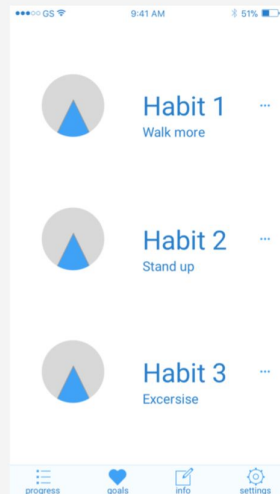 GS 9:41 AM 51%
Habit 1
Walk more
Habit 2
Stand up
Habit 3
Excersise
progress goals info settings